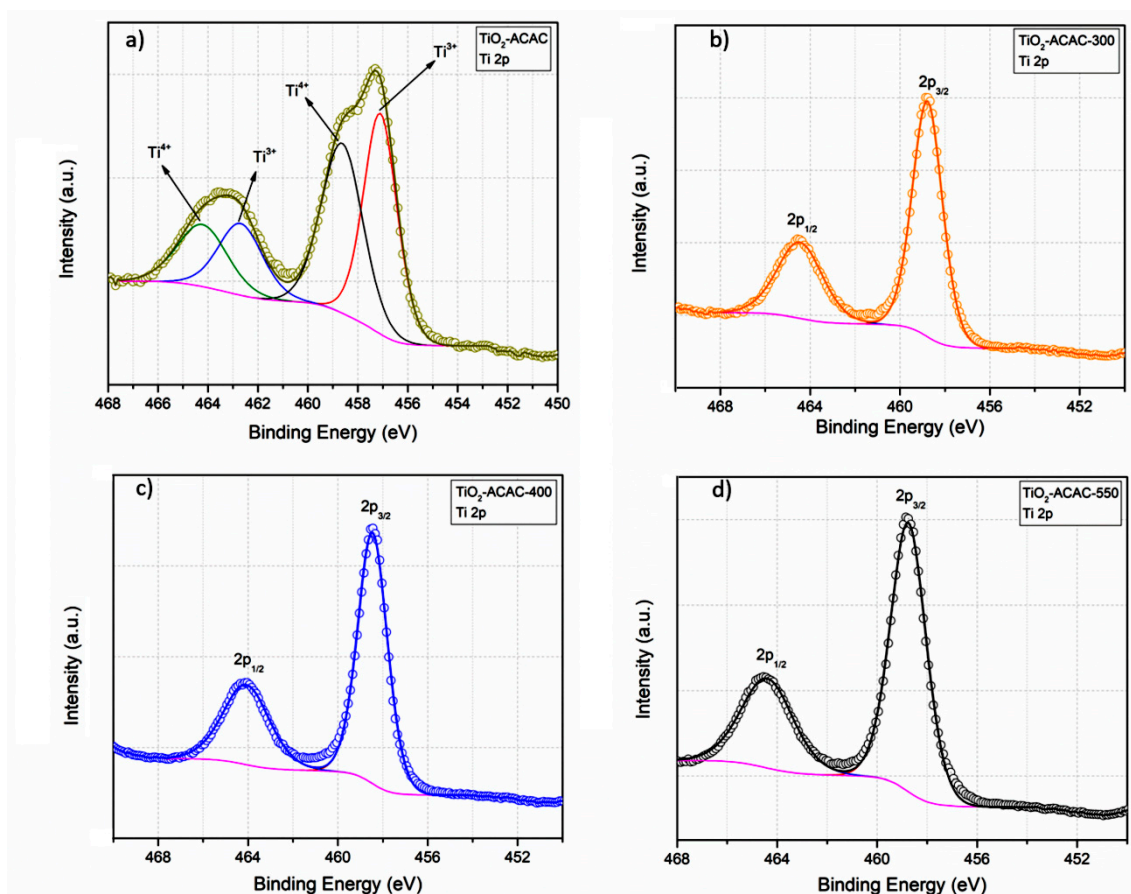 a)
TiO₂-ACAC
Ti 2p
Ti⁴⁺
Ti³⁺
Ti⁴⁺
Ti³⁺
Intensity (a.u.)
468 466 464 462 460 458 456 454 452 450
Binding Energy (eV)
b)
TiO₂-ACAC-300
Ti 2p
2p₃/₂
2p₁/₂
Intensity (a.u.)
468 464 460 456 452
Binding Energy (eV)
c)
TiO₂-ACAC-400
Ti 2p
2p₃/₂
2p₁/₂
Intensity (a.u.)
468 464 460 456 452
Binding Energy (eV)
d)
TiO₂-ACAC-550
Ti 2p
2p₃/₂
2p₁/₂
Intensity (a.u.)
468 464 460 456 452
Binding Energy (eV)